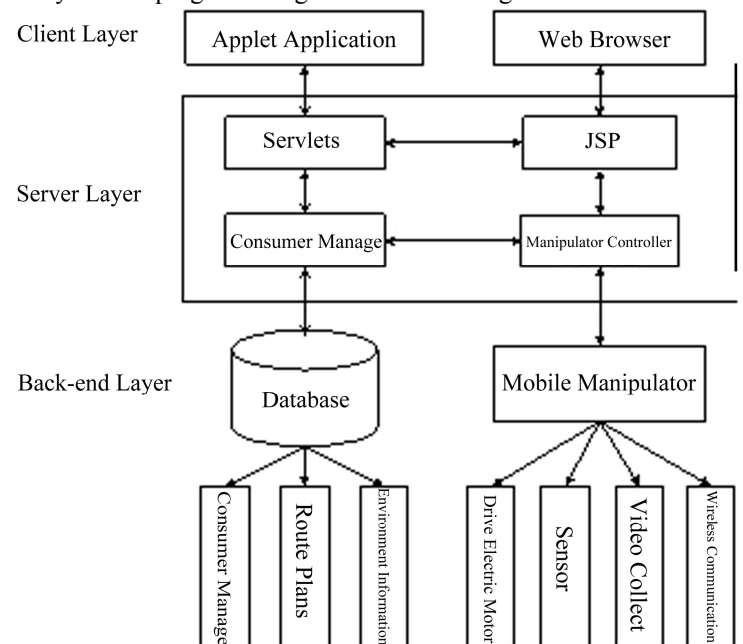 Client Layer
Applet Application
Web Browser
Servlets
JSP
Server Layer
Consumer Manage
Manipulator Controller
Back-end Layer
Database
Mobile Manipulator
Consumer Manage
Route Plans
Environment Information
Drive Electric Motor
Sensor
Video Collect
Wireless Communication